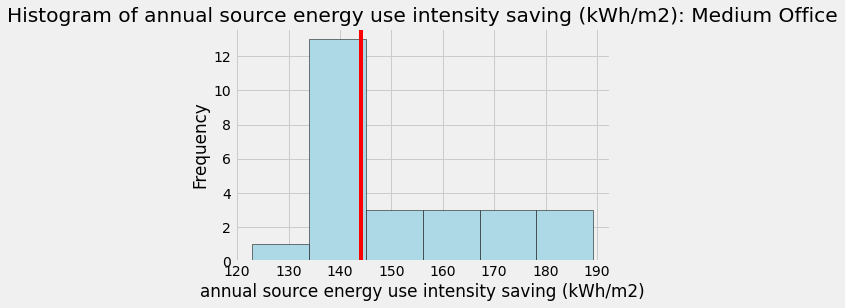 Histogram of annual source energy use intensity saving (kWh/m2): Medium Office
Frequency
12
10
8
6
4
2
0
120 130 140 150 160 170 180 190
annual source energy use intensity saving (kWh/m2)